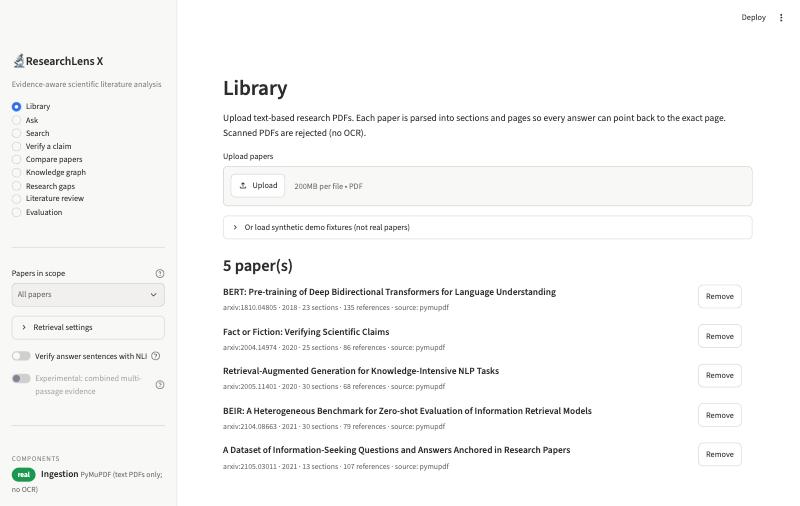 Deploy
ResearchLens X
Evidence-aware scientific literature analysis
Library
Ask
Search
Verify a claim
Compare papers
Knowledge graph
Research gaps
Literature review
Evaluation
Papers in scope
All papers
Retrieval settings
Verify answer sentences with NLI
Experimental: combined multi-
passage evidence
COMPONENTS
real Ingestion PyMuPDF (text PDFs only;
no OCR)
Library
Upload text-based research PDFs. Each paper is parsed into sections and pages so every answer can point back to the exact page.
Scanned PDFs are rejected (no OCR).
Upload papers
Upload 200MB per file • PDF
Or load synthetic demo fixtures (not real papers)
5 paper(s)
BERT: Pre-training of Deep Bidirectional Transformers for Language Understanding
arxiv:1810.04805 · 2018 · 23 sections · 135 references · source: pymupdf
Remove
Fact or Fiction: Verifying Scientific Claims
arxiv:2004.14974 · 2020 · 25 sections · 86 references · source: pymupdf
Remove
Retrieval-Augmented Generation for Knowledge-Intensive NLP Tasks
arxiv:2005.11401 · 2020 · 30 sections · 68 references · source: pymupdf
Remove
BEIR: A Heterogeneous Benchmark for Zero-shot Evaluation of Information Retrieval Models
arxiv:2104.08663 · 2021 · 30 sections · 79 references · source: pymupdf
Remove
A Dataset of Information-Seeking Questions and Answers Anchored in Research Papers
arxiv:2105.03011 · 2021 · 13 sections · 107 references · source: pymupdf
Remove